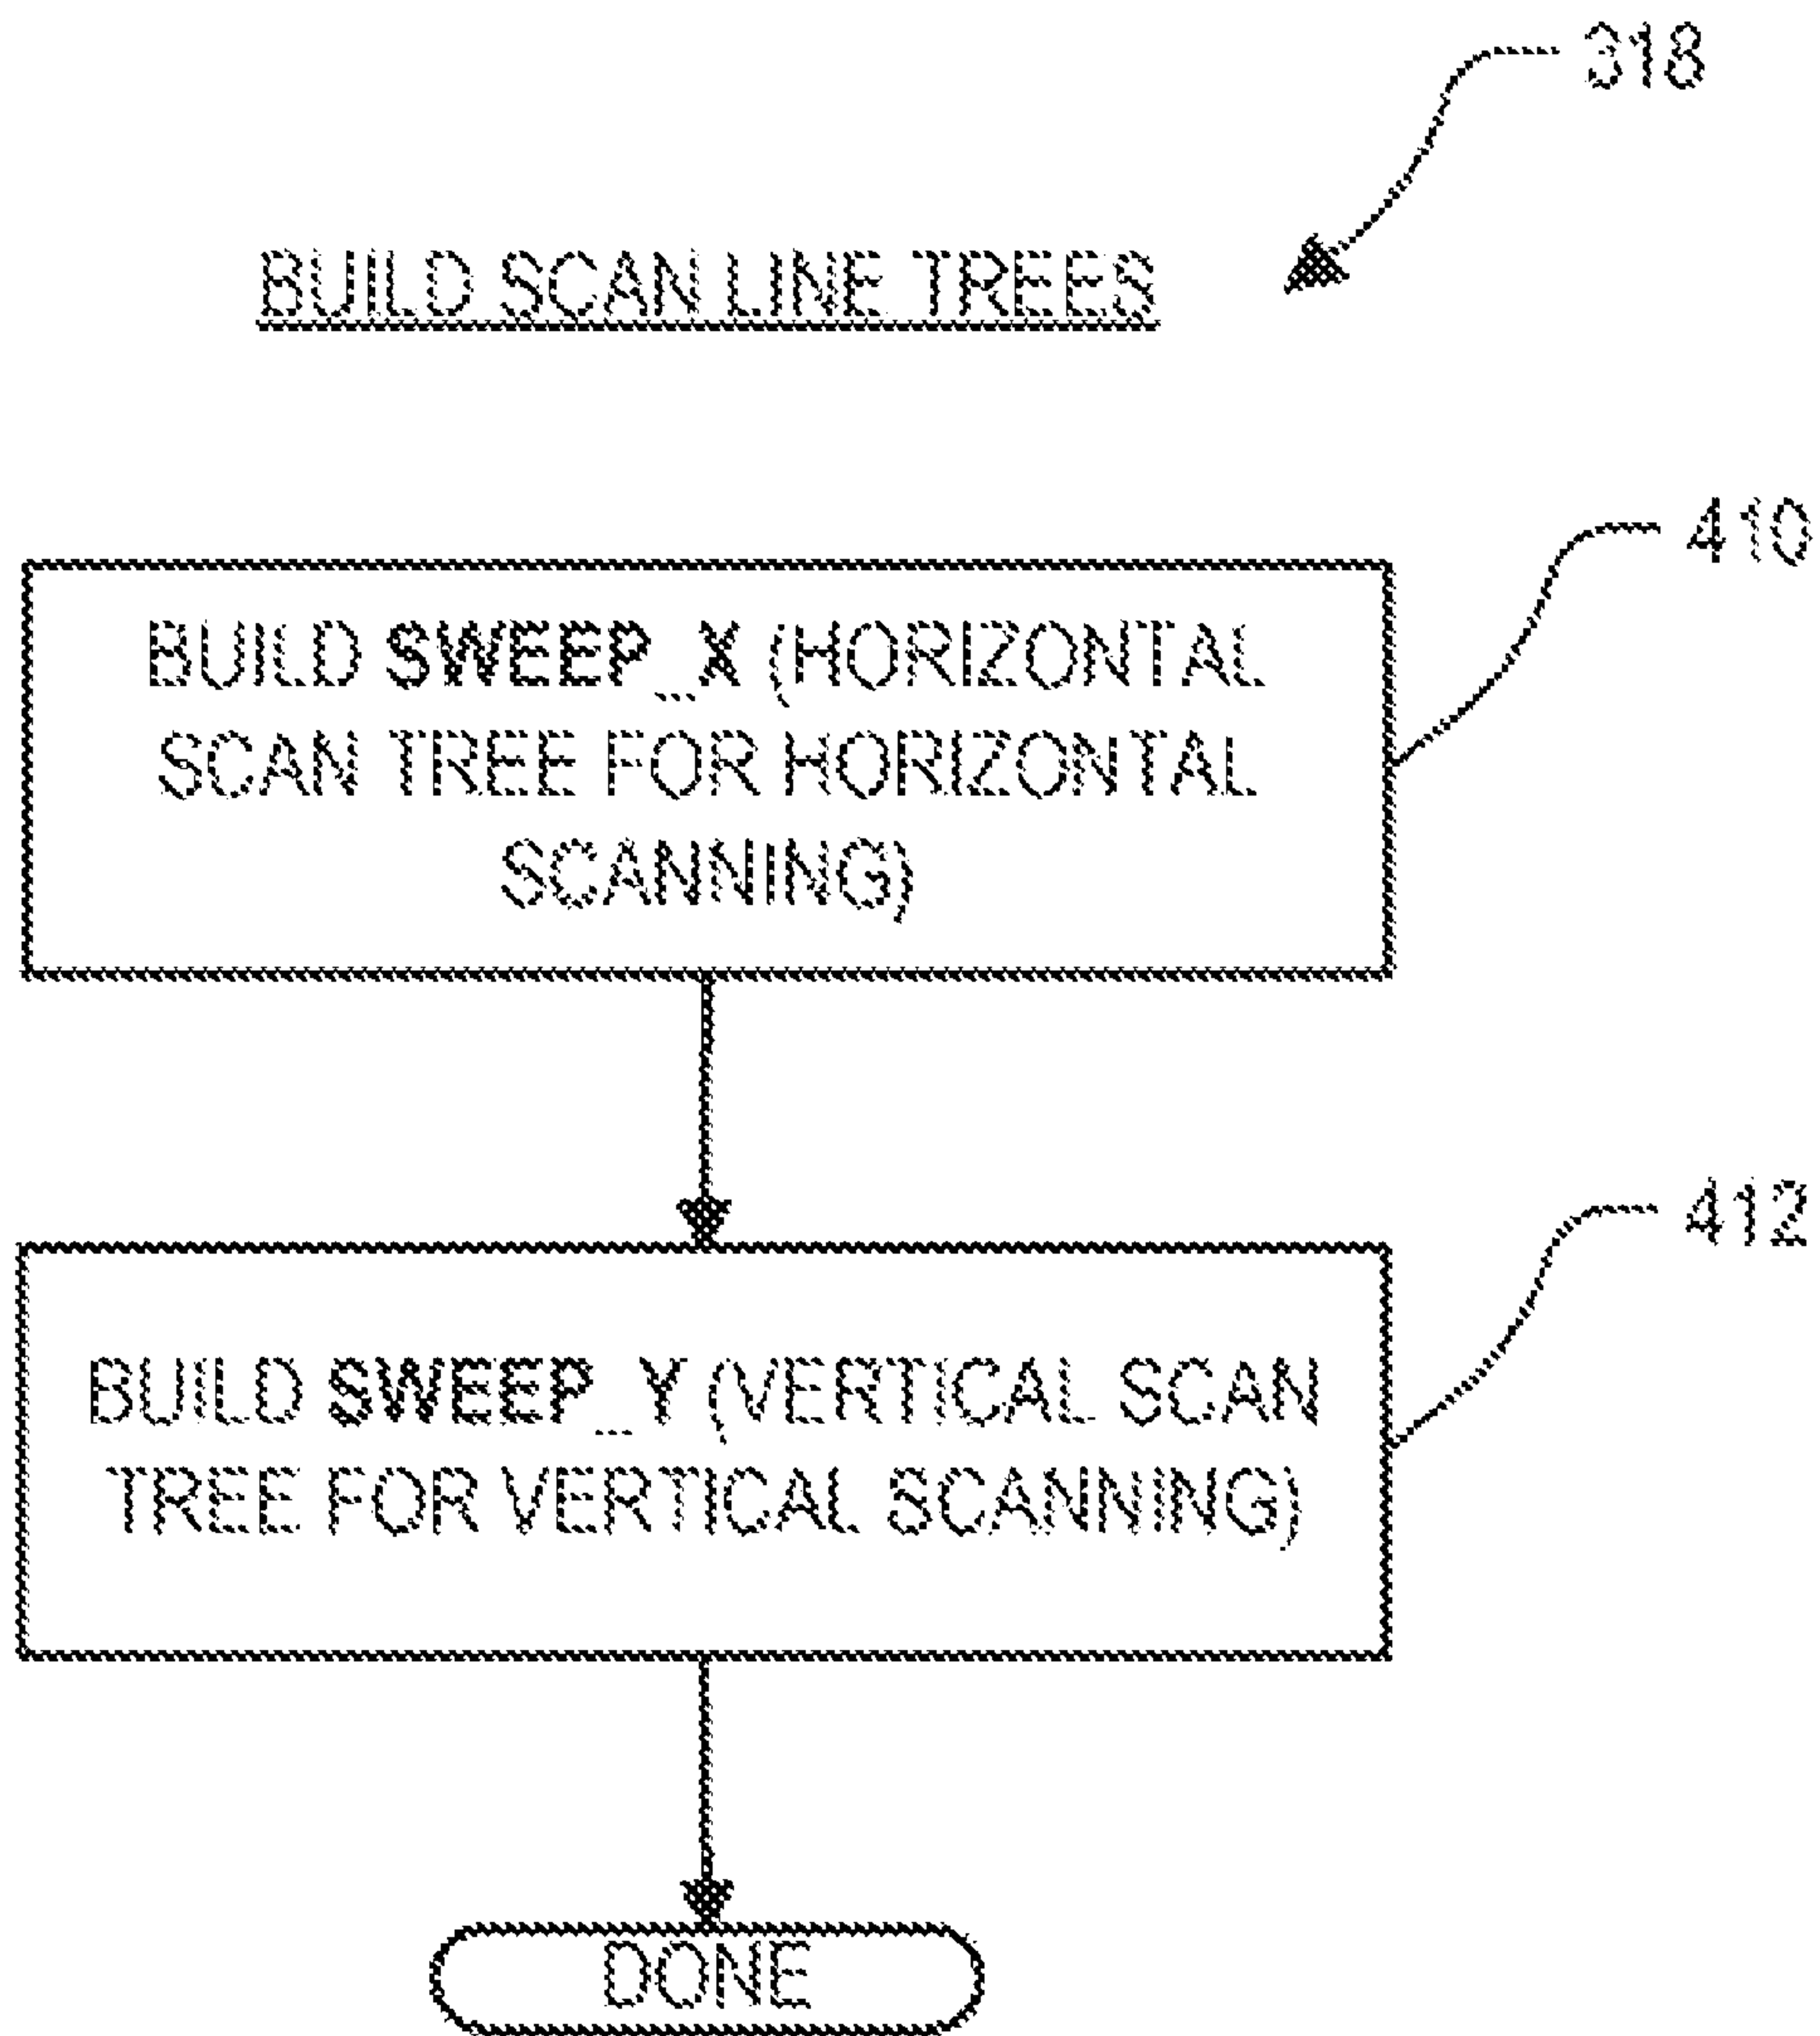 318
BUILD SCAN LINE TREES
410
BUILD SWEEP_X (HORIZONTAL
SCAN TREE FOR HORIZONTAL
SCANNING)
412
BUILD SWEEP_Y (VERTICAL SCAN
TREE FOR VERTICAL SCANNING)
DONE